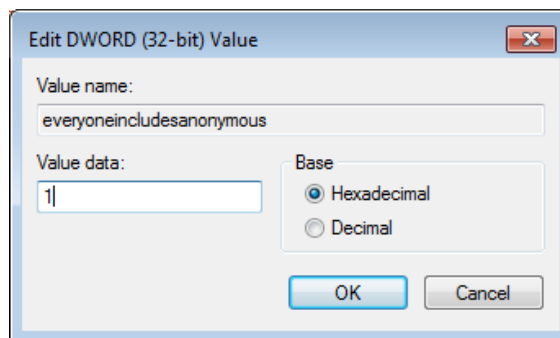 Edit DWORD (32-bit) Value
Value name:
everyoneincludesanonymous
Value data:
1
Base
Hexadecimal
Decimal
OK
Cancel